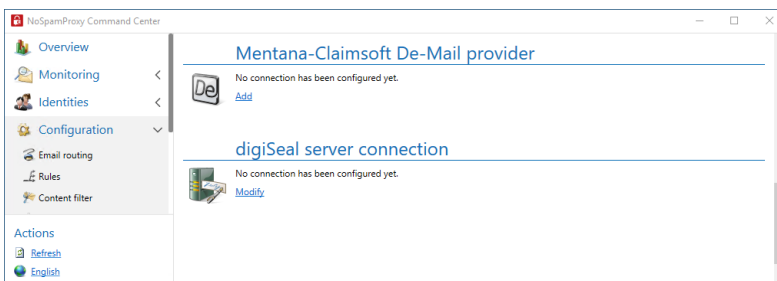 NoSpamProxy Command Center
Overview
Monitoring
Identities
Configuration
Email routing
Rules
Content filter
Actions
Refresh
English
Mentana-Claimsoft De-Mail provider
De
No connection has been configured yet.
Add
digiSeal server connection
No connection has been configured yet.
Modify